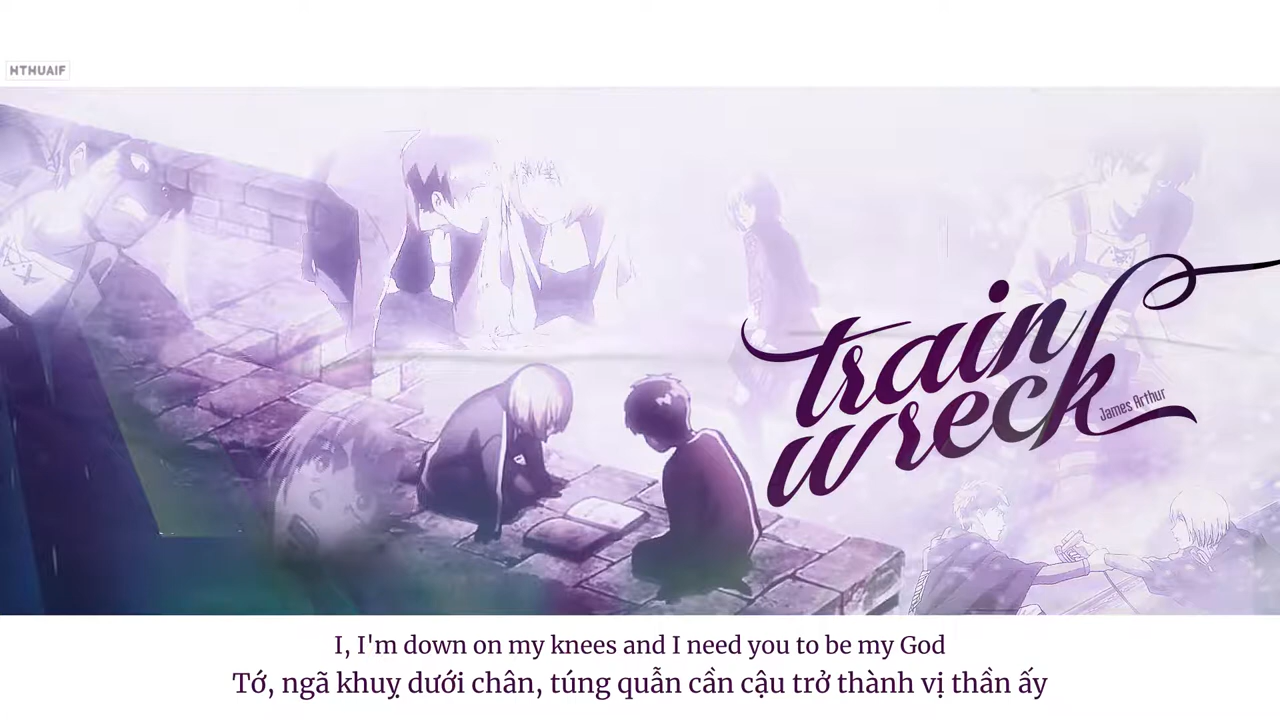 HTHUAIF
train
wreck
James Arthur
I, I'm down on my knees and I need you to be my God
Tớ, ngã khuỵ dưới chân, túng quẫn cần cậu trở thành vị thần ấy